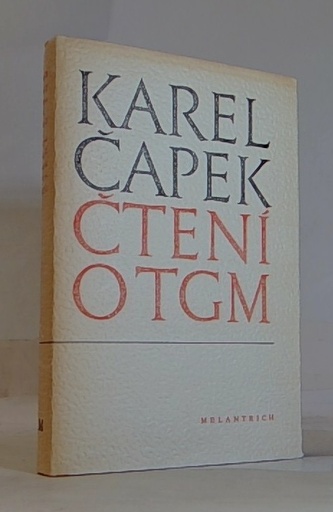 KAREL
ČAPEK
ČTENÍ
O TGM
MELANTRICH